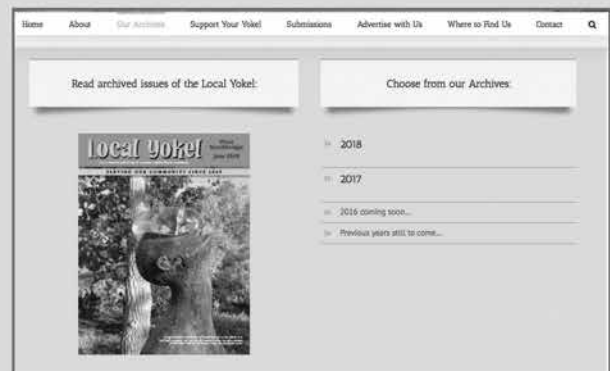 Home About Our Archives Support Your Yokel Submissions Advertise with Us Where to Find Us Contact
Read archived issues of the Local Yokel:
Local Yokel
West
June 2018
SERVING OUR COMMUNITY SINCE
Choose from our Archives:
2018
2017
2016 coming soon...
Previous years still to come...